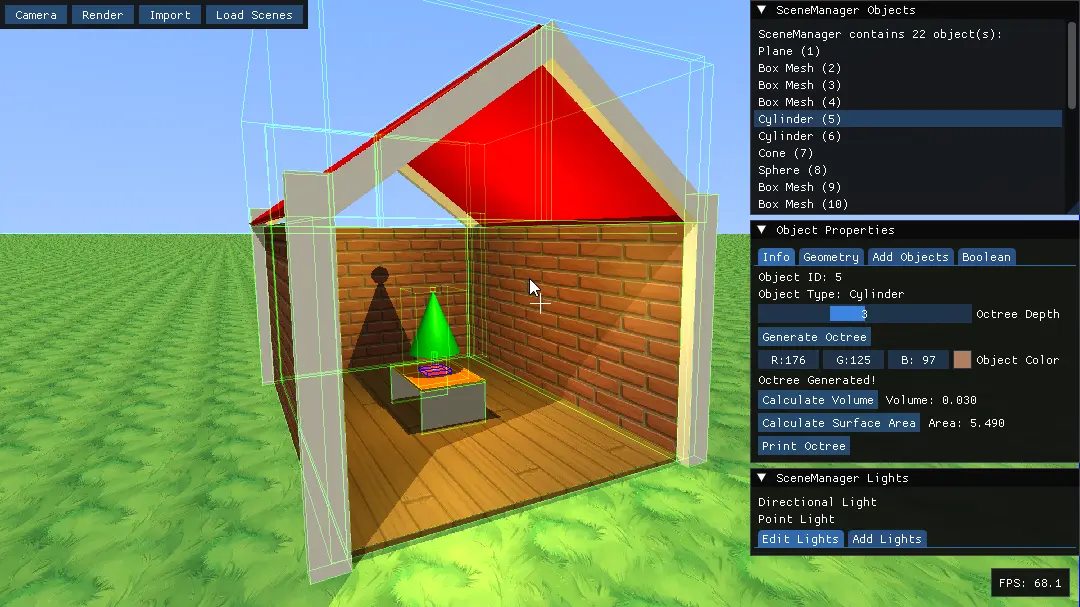 Camera Render Import Load Scenes
SceneManager Objects
SceneManager contains 22 object(s):
Plane (1)
Box Mesh (2)
Box Mesh (3)
Box Mesh (4)
Cylinder (5)
Cylinder (6)
Cone (7)
Sphere (8)
Box Mesh (9)
Box Mesh (10)
Object Properties
Info Geometry Add Objects Boolean
Object ID: 5
Object Type: Cylinder
3 Octree Depth
Generate Octree
R:176 G:125 B: 97 Object Color
Octree Generated!
Calculate Volume Volume: 0.030
Calculate Surface Area Area: 5.490
Print Octree
SceneManager Lights
Directional Light
Point Light
Edit Lights Add Lights
FPS: 68.1